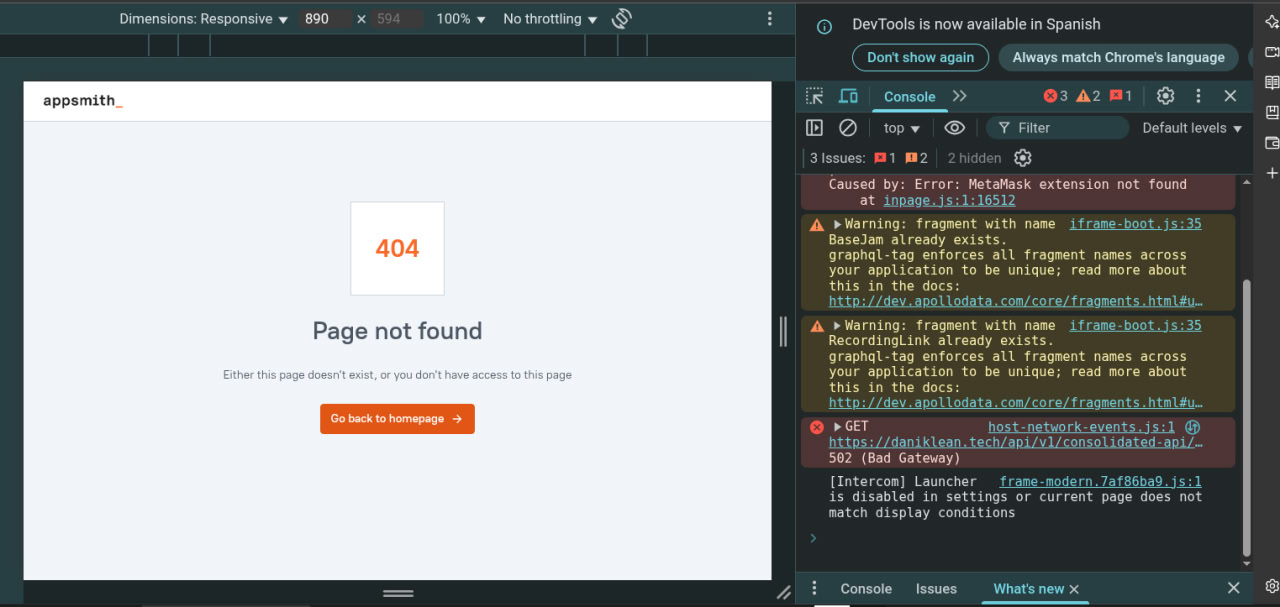 Dimensions: Responsive ▼ 890 × 594 100% ▼ No throttling ▼
appsmith_
404
Page not found
Either this page doesn't exist, or you don't have access to this page
Go back to homepage →
DevTools is now available in Spanish
Don't show again Always match Chrome's language
Console 3 2 1
top ▼ Filter Default levels ▼
3 Issues: 1 2 2 hidden
Caused by: Error: MetaMask extension not found
at inpage.js:1:16512
Warning: fragment with name iframe-boot.js:35
BaseJam already exists.
graphql-tag enforces all fragment names across
your application to be unique; read more about
this in the docs:
http://dev.apollodata.com/core/fragments.html#u…
Warning: fragment with name iframe-boot.js:35
RecordingLink already exists.
graphql-tag enforces all fragment names across
your application to be unique; read more about
this in the docs:
http://dev.apollodata.com/core/fragments.html#u…
GET host-network-events.js:1
https://daniklean.tech/api/v1/consolidated-api/…
502 (Bad Gateway)
[Intercom] Launcher frame-modern.7af86ba9.js:1
is disabled in settings or current page does not
match display conditions
Console Issues What's new